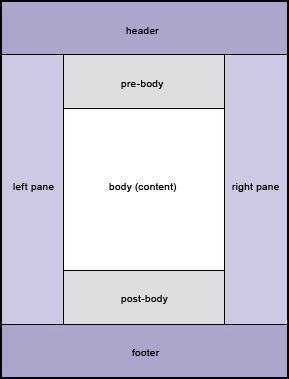 header
pre-body
left pane
body (content)
right pane
post-body
footer